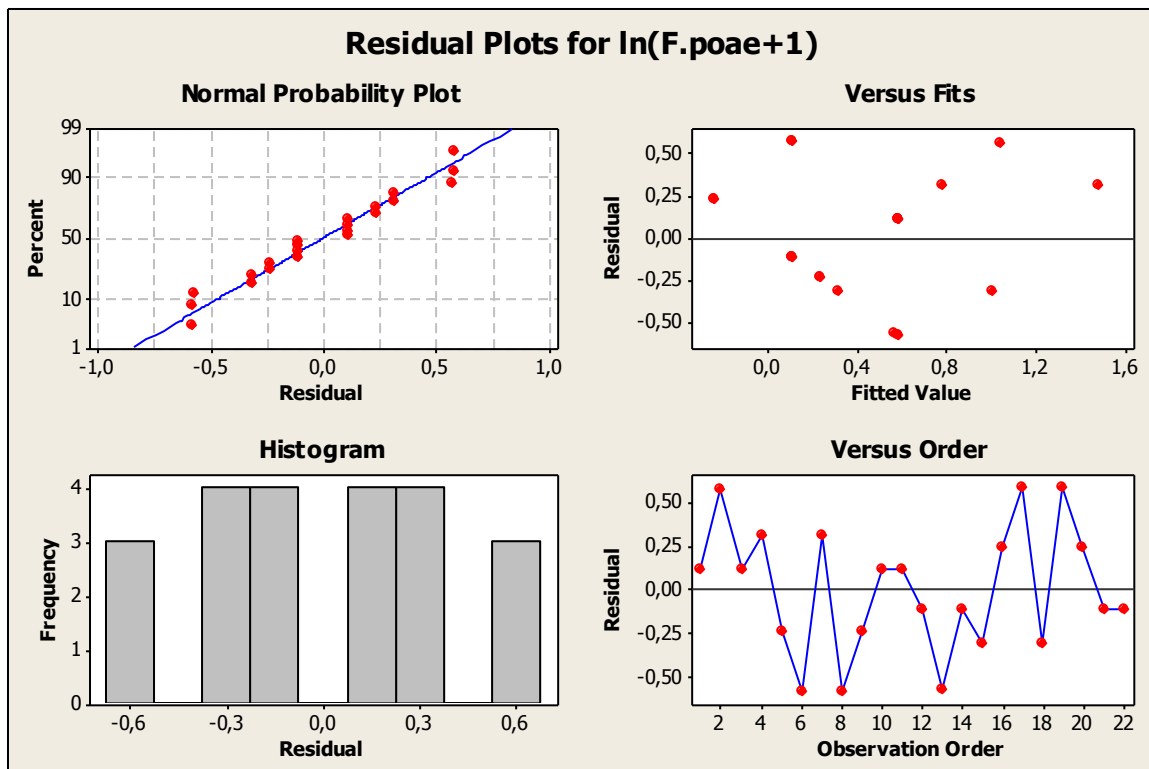 Residual Plots for ln(F.poae+1)
Normal Probability Plot
99
90
50
10
1
Percent
-1,0 -0,5 0,0 0,5 1,0
Residual
Versus Fits
0,50
0,25
0,00
-0,25
-0,50
Residual
0,0 0,4 0,8 1,2 1,6
Fitted Value
Histogram
4
3
2
1
0
Frequency
-0,6 -0,3 0,0 0,3 0,6
Residual
Versus Order
0,50
0,25
0,00
-0,25
-0,50
Residual
2 4 6 8 10 12 14 16 18 20 22
Observation Order